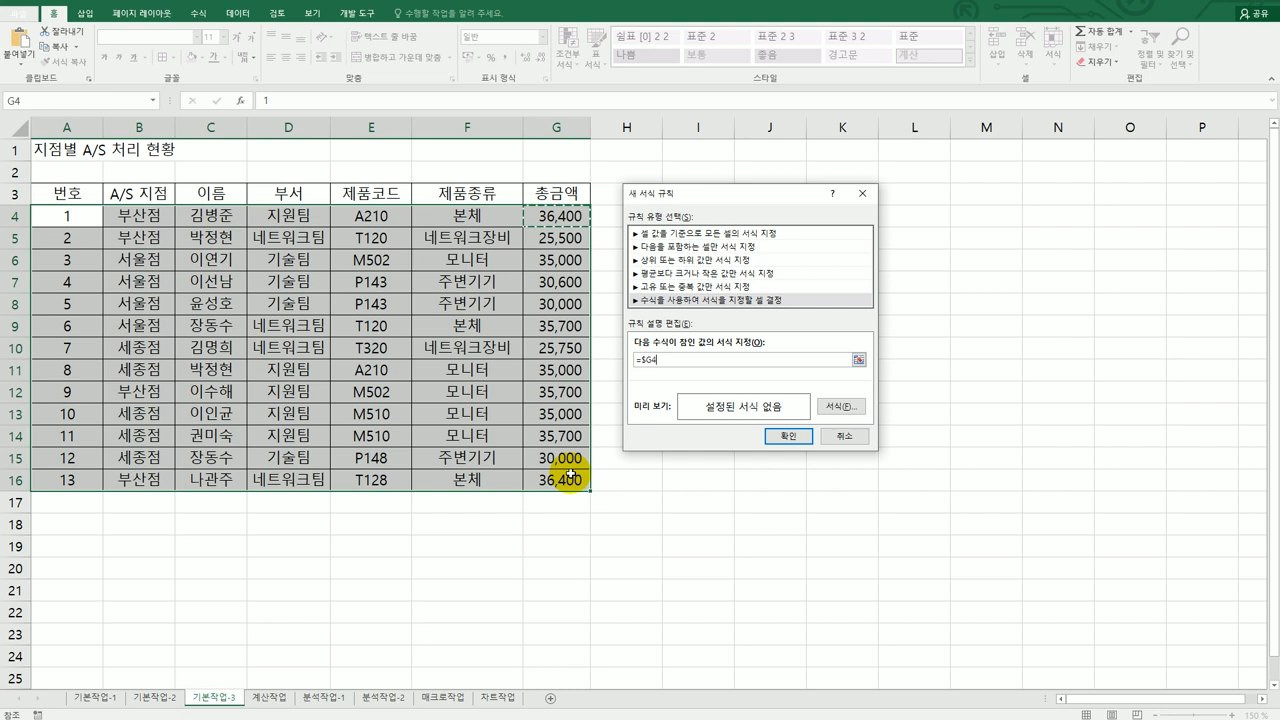 홈 삽입 페이지 레이아웃 수식 데이터 검토 보기 개발 도구 수행할 작업을 알려 주세요. 공유
붙여넣기 잘라내기 복사 서식 복사
11 가 가 텍스트 줄 바꿈 일반
가 가 가 병합하고 가운데 맞춤 %
조건부 서식 표 서식
쉼표 [0] 2 2 표준 2 표준 2 3 표준 3 2 표준
나쁨 보통 좋음 경고문 계산
삽입 삭제 서식
자동 합계 채우기 지우기 정렬 및 필터 찾기 및 선택
클립보드 글꼴 맞춤 표시 형식 스타일 셀 편집
G4 fx 1
A B C D E F G H I J K L M N O P
1 지점별 A/S 처리 현황
2
3 번호 A/S 지점 이름 부서 제품코드 제품종류 총금액
4 1 부산점 김병준 지원팀 A210 본체 36,400
5 2 부산점 박정현 네트워크팀 T120 네트워크장비 25,500
6 3 서울점 이연기 기술팀 M502 모니터 35,000
7 4 서울점 이선남 기술팀 P143 주변기기 30,600
8 5 서울점 윤성호 기술팀 P143 주변기기 30,000
9 6 서울점 장동수 네트워크팀 T120 본체 35,700
10 7 세종점 김명희 네트워크팀 T320 네트워크장비 25,750
11 8 세종점 박정현 지원팀 A210 모니터 35,000
12 9 부산점 이수해 지원팀 M502 모니터 35,700
13 10 세종점 이인균 지원팀 M510 모니터 35,000
14 11 세종점 권미숙 지원팀 M510 모니터 35,700
15 12 세종점 장동수 기술팀 P148 주변기기 30,000
16 13 부산점 나관주 네트워크팀 T128 본체 36,400
17
18
19
20
21
22
23
24
25
새 서식 규칙 ?
규칙 유형 선택(S):
► 셀 값을 기준으로 모든 셀의 서식 지정
► 다음을 포함하는 셀만 서식 지정
► 상위 또는 하위 값만 서식 지정
► 평균보다 크거나 작은 값만 서식 지정
► 고유 또는 중복 값만 서식 지정
► 수식을 사용하여 서식을 지정할 셀 결정
규칙 설명 편집(E):
다음 수식이 참인 값의 서식 지정(O):
=$G4
미리 보기: 설정된 서식 없음 서식(F)...
확인 취소
기본작업-1 기본작업-2 기본작업-3 계산작업 분석작업-1 분석작업-2 매크로작업 차트작업
참조 150 %